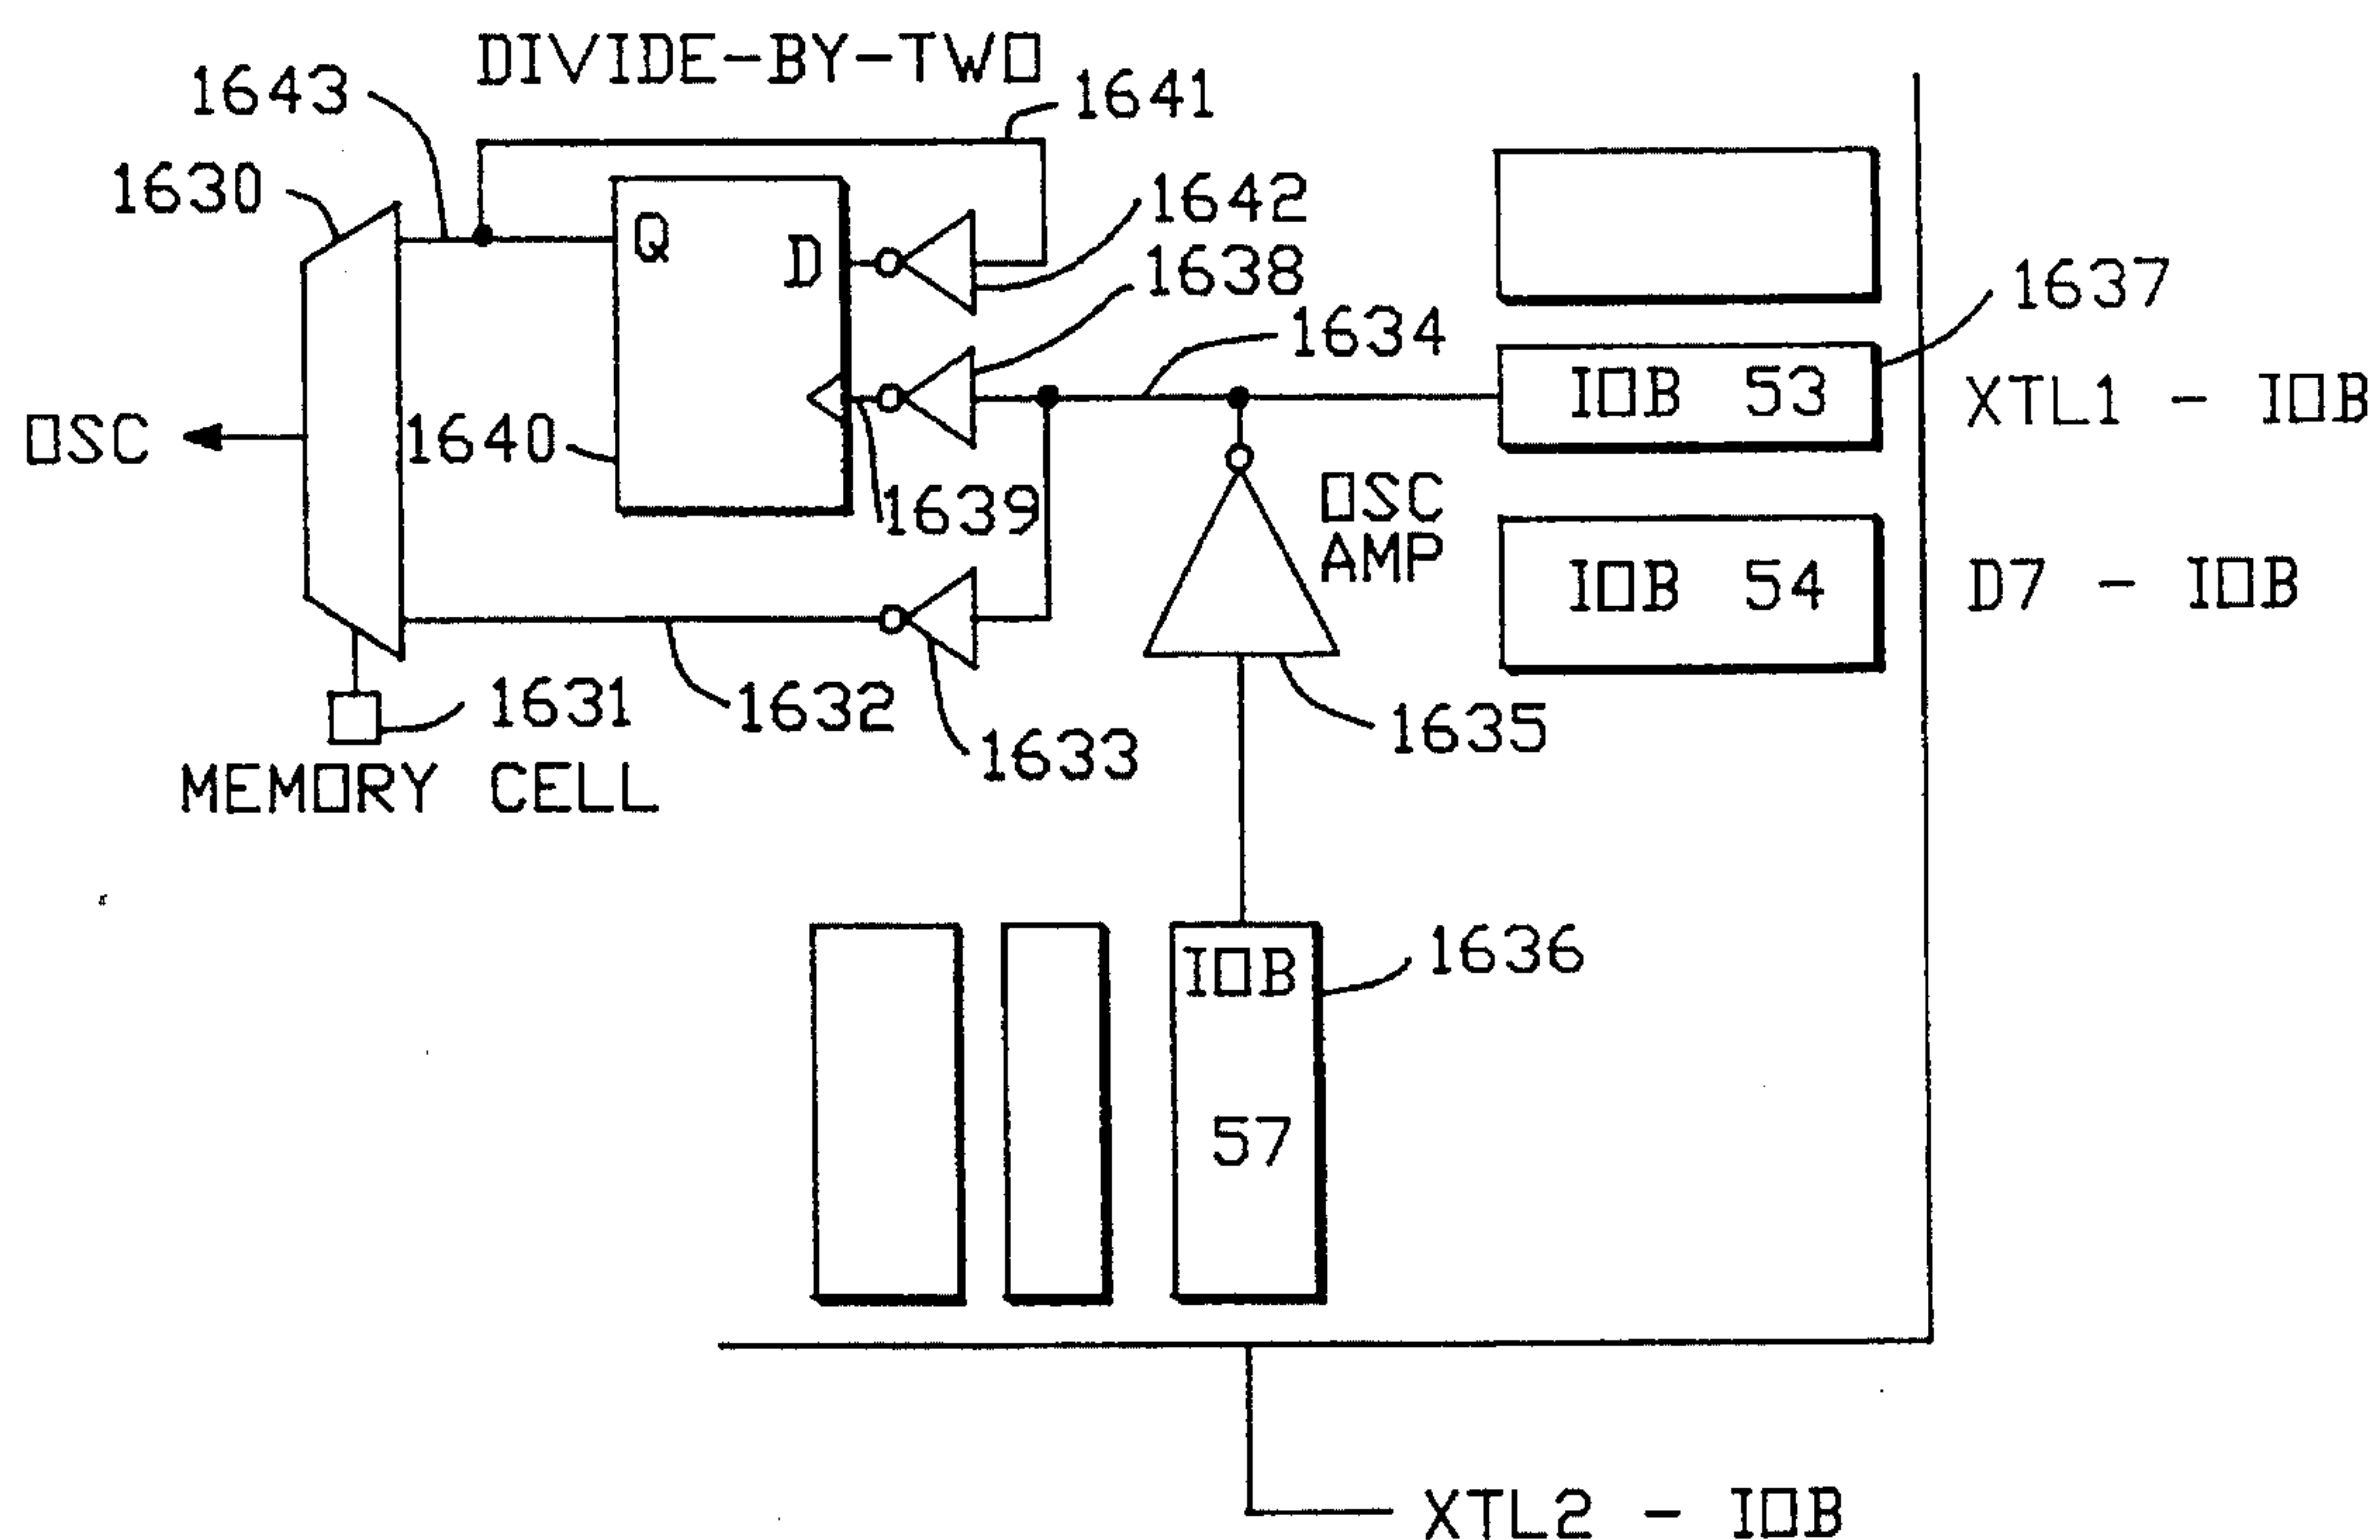 DIVIDE-BY-TWO
1643
1641
1630
1642
Q
D
1638
1637
1634
IOB 53
XTL1 - IOB
OSC
1640
1639
OSC
AMP
IOB 54
D7 - IOB
1631
1632
1633
1635
MEMORY CELL
IOB
57
1636
XTL2 - IOB